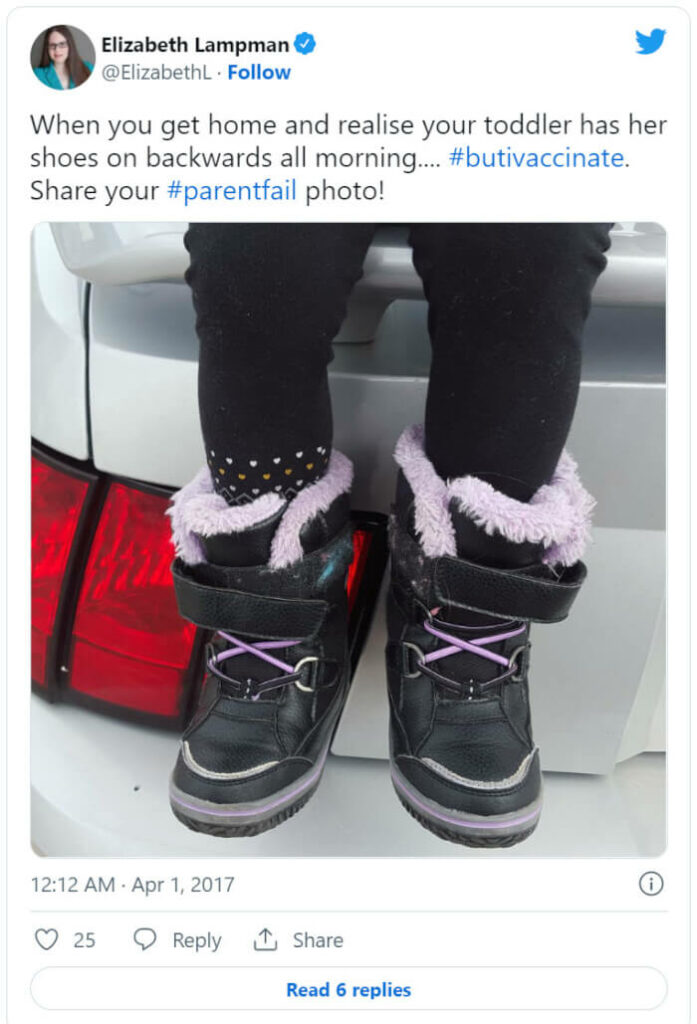 Elizabeth Lampman
@ElizabethL · Follow
When you get home and realise your toddler has her
shoes on backwards all morning.... #butivaccinate.
Share your #parentfail photo!
12:12 AM · Apr 1, 2017
25 Reply Share
Read 6 replies